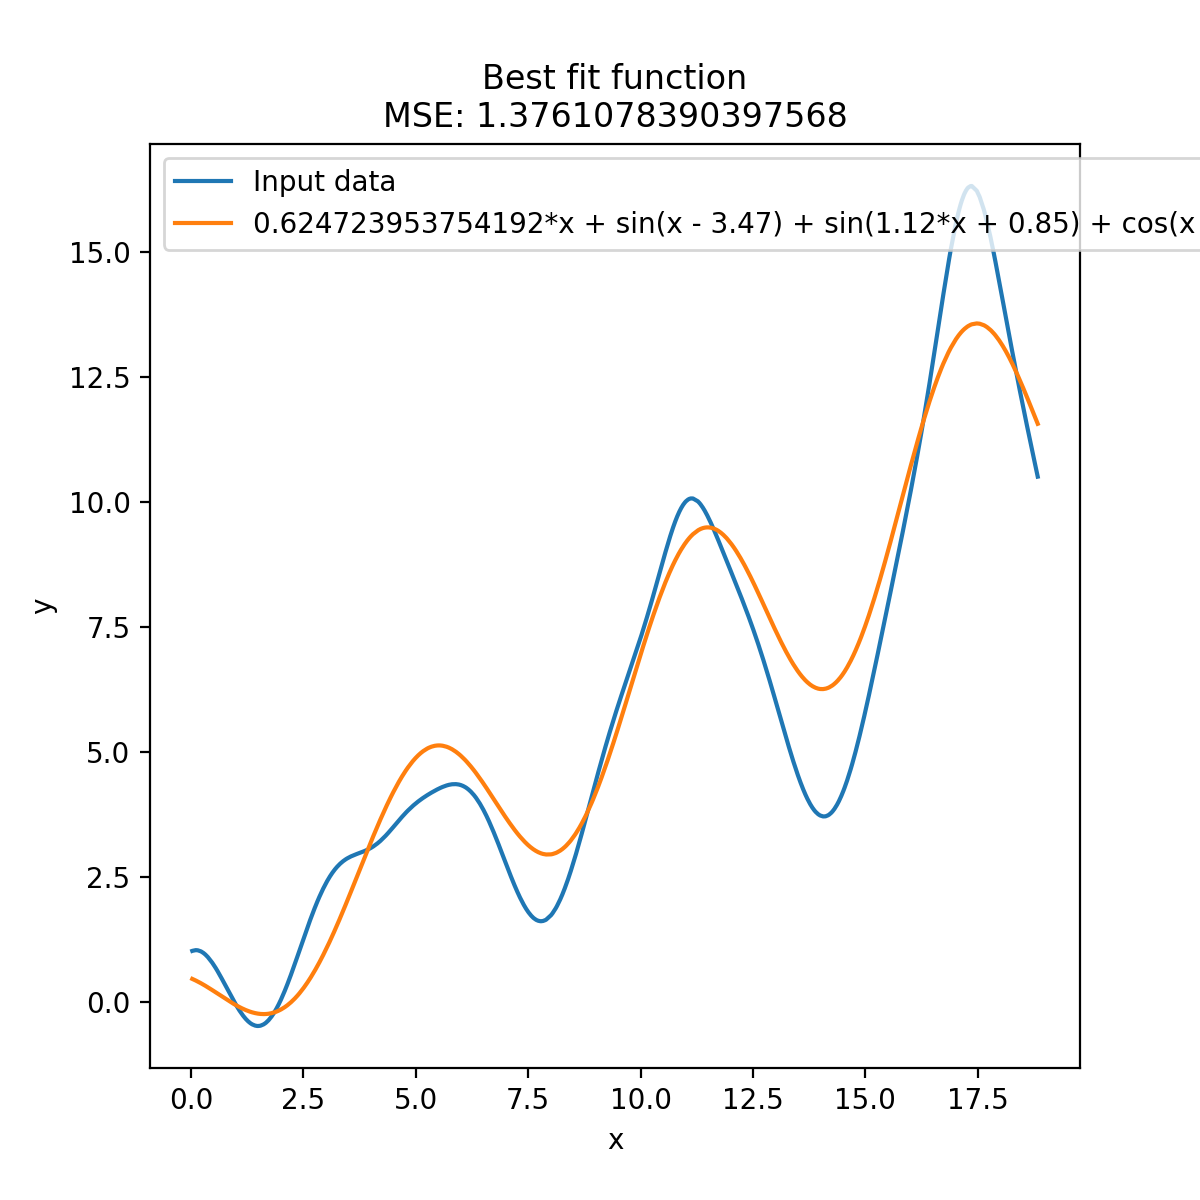 Best fit function
MSE: 1.3761078390397568
Input data
0.624723953754192*x + sin(x - 3.47) + sin(1.12*x + 0.85) + cos(x
15.0
12.5
10.0
7.5
5.0
2.5
0.0
y
0.0 2.5 5.0 7.5 10.0 12.5 15.0 17.5
x